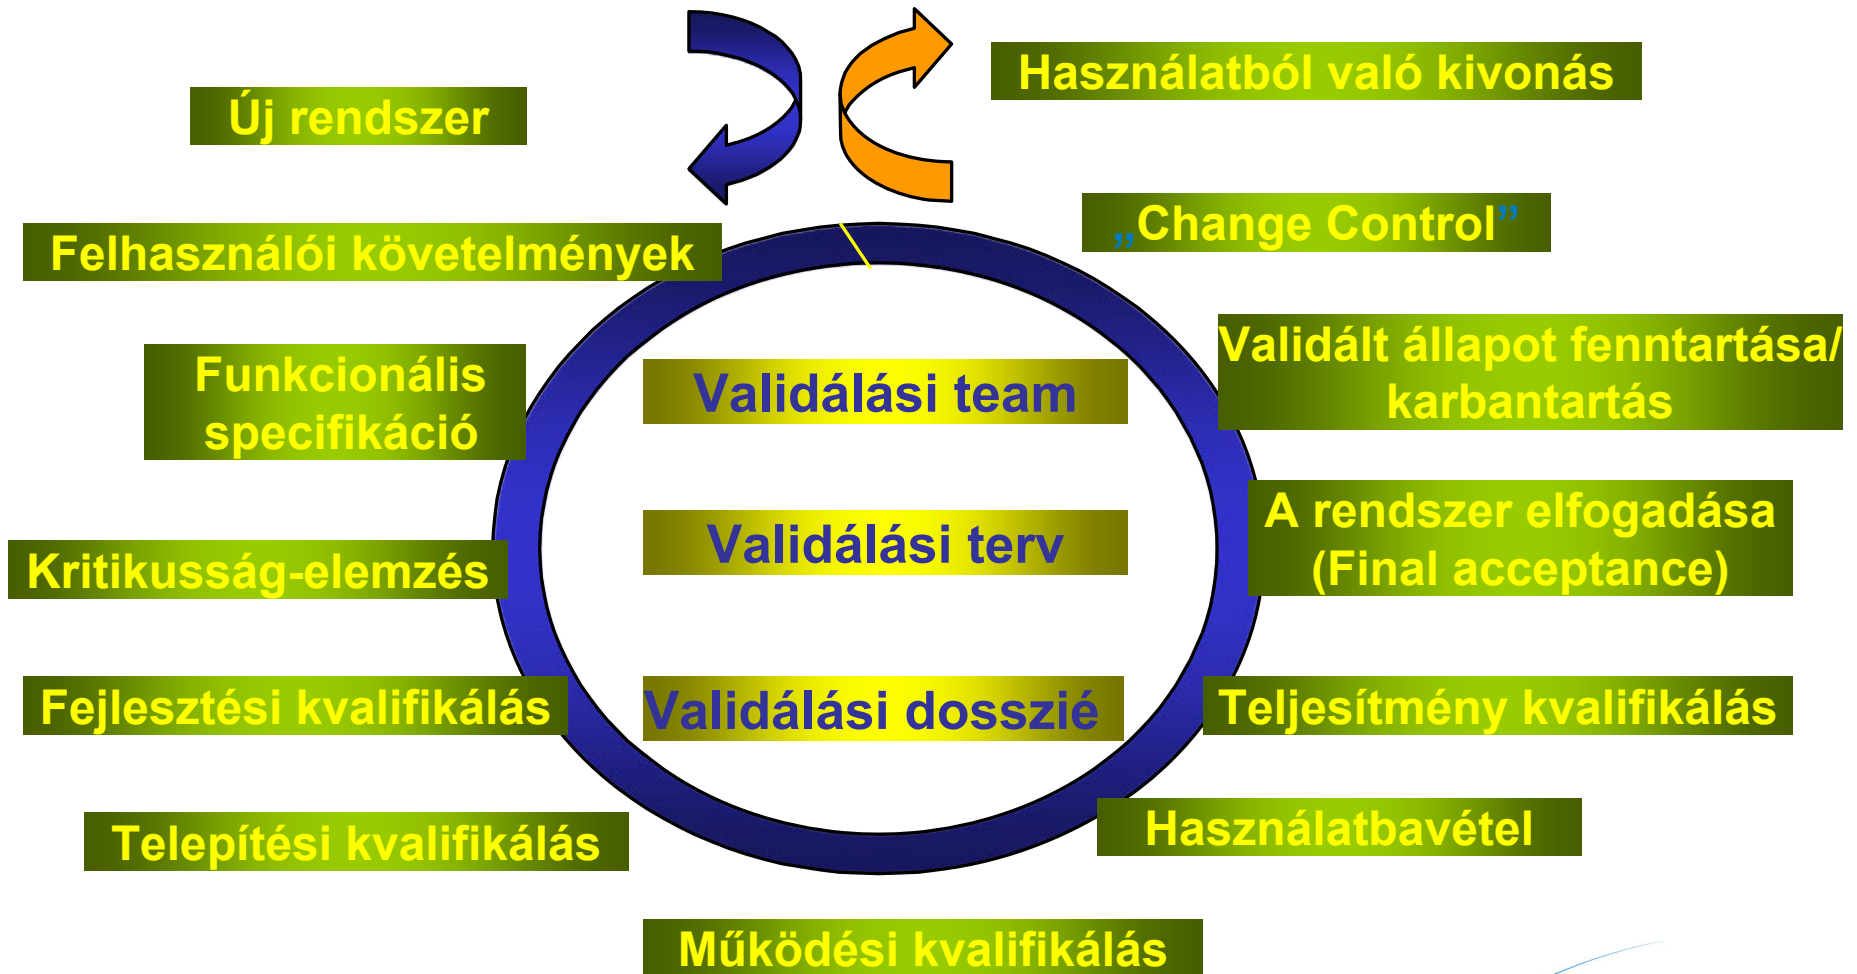 Új rendszer
Felhasználói követelmények
Funkcionális
specifikáció
Kritikusság-elemzés
Fejlesztési kvalifikálás
Telepítési kvalifikálás
Működési kvalifikálás
Használatbavétel
Teljesítmény kvalifikálás
A rendszer elfogadása
(Final acceptance)
Validált állapot fenntartása/
karbantartás
„Change Control”
Használatból való kivonás
Validálási team
Validálási terv
Validálási dosszié